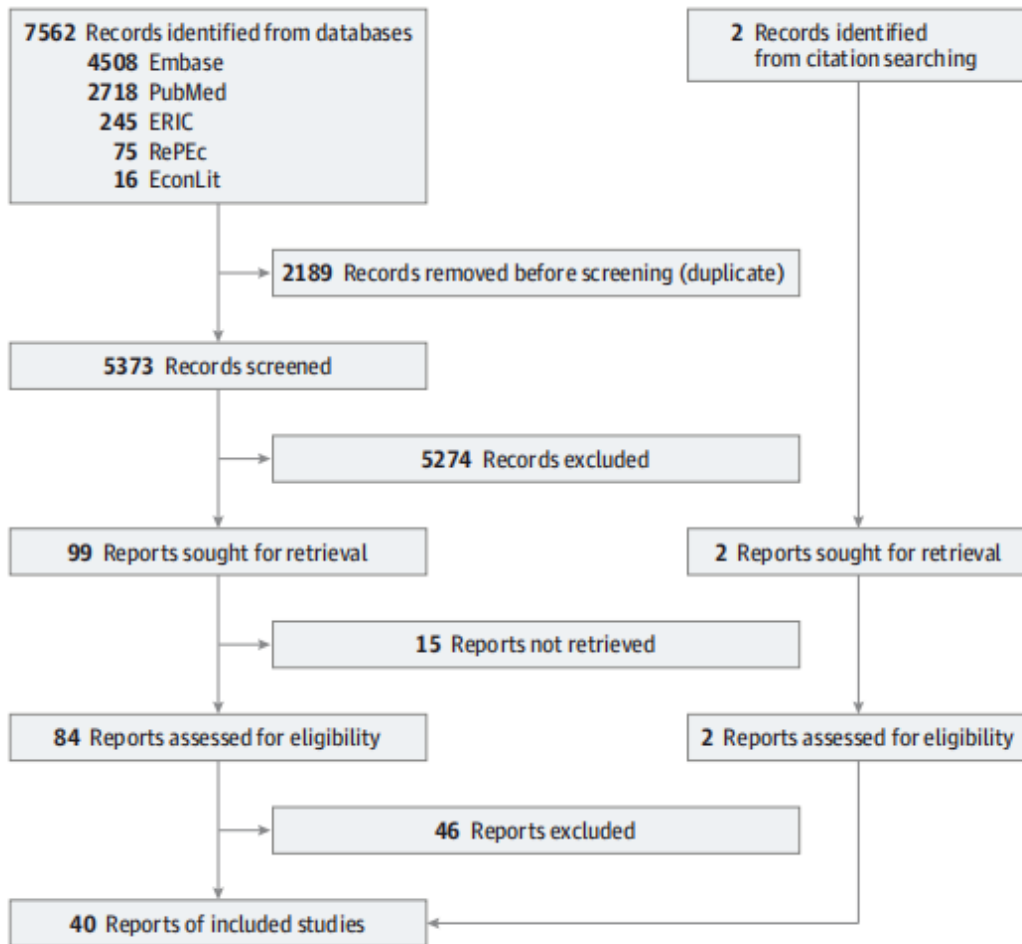 7562 Records identified from databases
4508 Embase
2718 PubMed
245 ERIC
75 RePEc
16 EconLit
2 Records identified
from citation searching
2189 Records removed before screening (duplicate)
5373 Records screened
5274 Records excluded
99 Reports sought for retrieval
2 Reports sought for retrieval
15 Reports not retrieved
84 Reports assessed for eligibility
2 Reports assessed for eligibility
46 Reports excluded
40 Reports of included studies